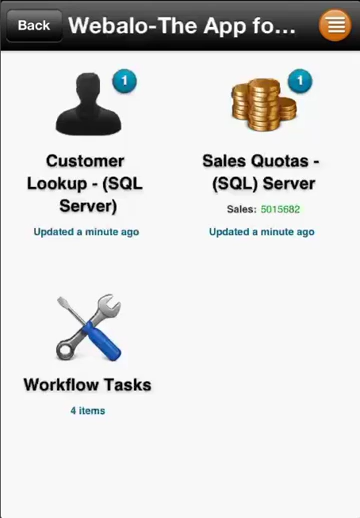 Back
Webalo-The App fo...
1
Customer
Lookup - (SQL
Server)
Updated a minute ago
1
Sales Quotas -
(SQL) Server
Sales: 5015682
Updated a minute ago
Workflow Tasks
4 items